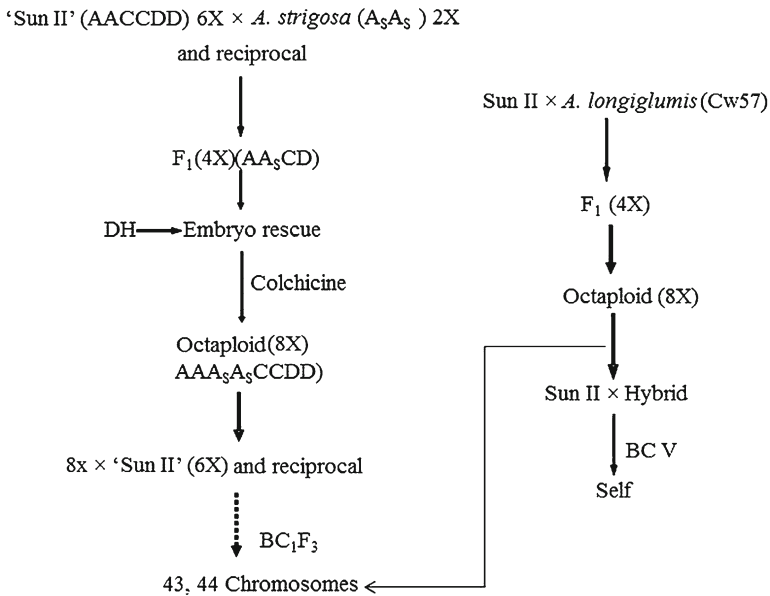 'Sun II' (AACCDD) 6X × A. strigosa (ASAS ) 2X
and reciprocal
F1(4X)(AASCD)
DH
Embryo rescue
Colchicine
Octaploid(8X)
AAASASCCDD)
8x × 'Sun II' (6X) and reciprocal
BC1F3
43, 44 Chromosomes
Sun II × A. longiglumis (Cw57)
F1 (4X)
Octaploid (8X)
Sun II × Hybrid
BC V
Self